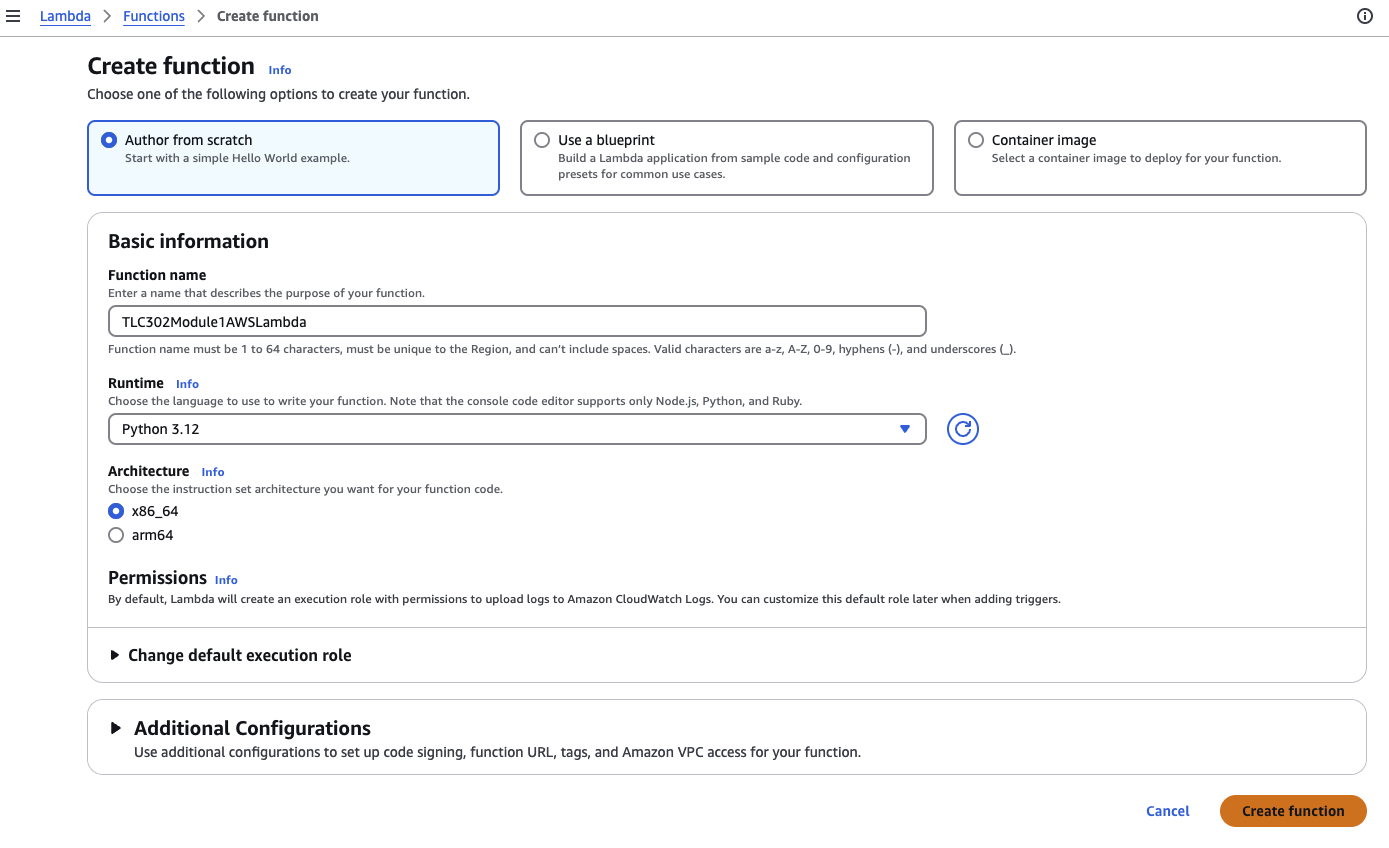 Lambda > Functions > Create function
Create function Info
Choose one of the following options to create your function.
Author from scratch
Start with a simple Hello World example.
Use a blueprint
Build a Lambda application from sample code and configuration
presets for common use cases.
Container image
Select a container image to deploy for your function.
Basic information
Function name
Enter a name that describes the purpose of your function.
TLC302Module1AWSLambda
Function name must be 1 to 64 characters, must be unique to the Region, and can’t include spaces. Valid characters are a-z, A-Z, 0-9, hyphens (-), and underscores (_).
Runtime Info
Choose the language to use to write your function. Note that the console code editor supports only Node.js, Python, and Ruby.
Python 3.12
Architecture Info
Choose the instruction set architecture you want for your function code.
x86_64
arm64
Permissions Info
By default, Lambda will create an execution role with permissions to upload logs to Amazon CloudWatch Logs. You can customize this default role later when adding triggers.
Change default execution role
Additional Configurations
Use additional configurations to set up code signing, function URL, tags, and Amazon VPC access for your function.
Cancel Create function